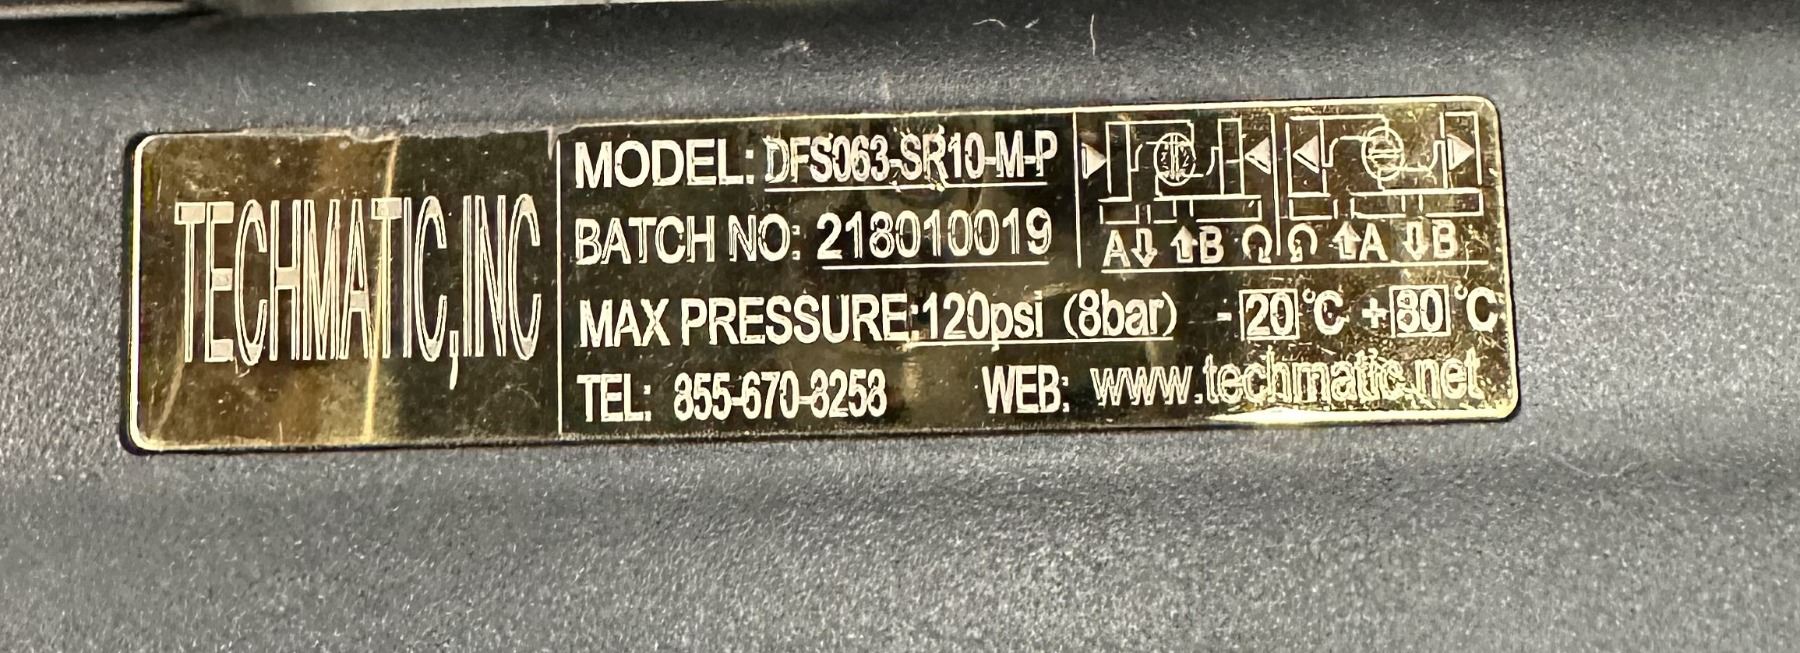 TECHMATIC,INC
MODEL: DFS063-SR10-M-P
BATCH NO: 218010019
MAX PRESSURE:120psi (8bar) -20°C +80°C
TEL: 855-670-8258 WEB: www.techmatic.net
A⇩ ⇧B ⇧A ⇩B